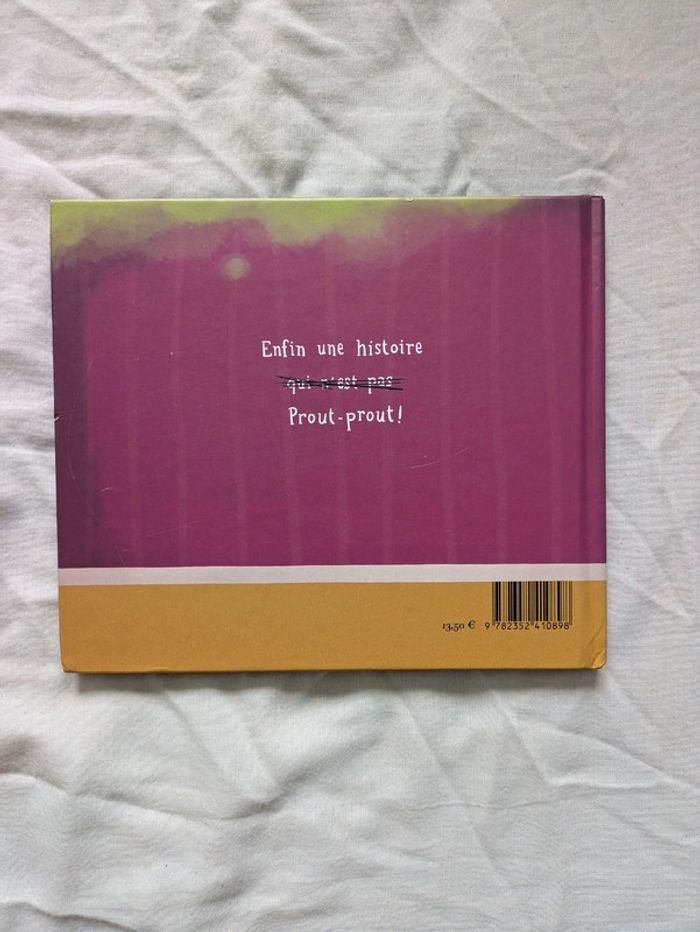 Enfin une histoire
qui n'est pas
Prout-prout!
13,50 € 9 782352 410898